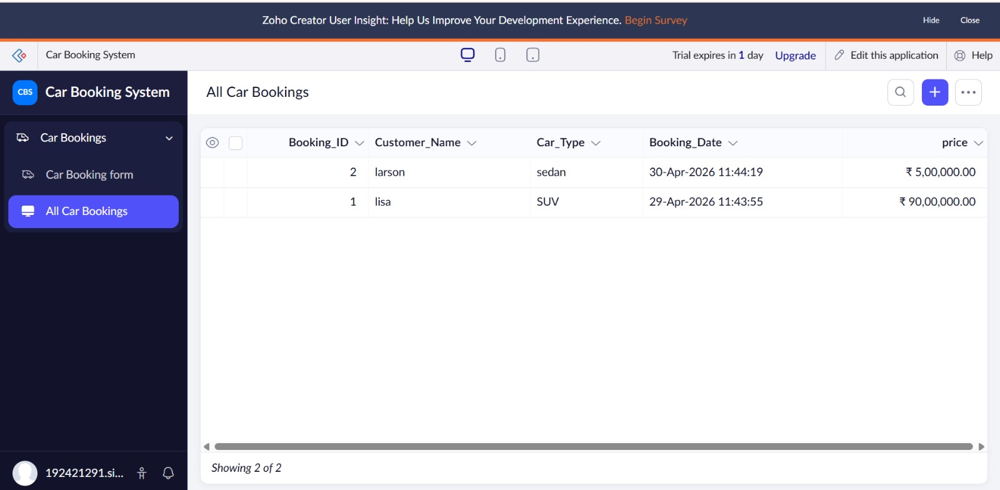 Zoho Creator User Insight: Help Us Improve Your Development Experience. Begin Survey Hide Close
Car Booking System Trial expires in 1 day Upgrade Edit this application Help
CBS Car Booking System
All Car Bookings
Car Bookings
Car Booking form
All Car Bookings
Booking_ID Customer_Name Car_Type Booking_Date price
2 larson sedan 30-Apr-2026 11:44:19 ₹ 5,00,000.00
1 lisa SUV 29-Apr-2026 11:43:55 ₹ 90,00,000.00
Showing 2 of 2
192421291.si...